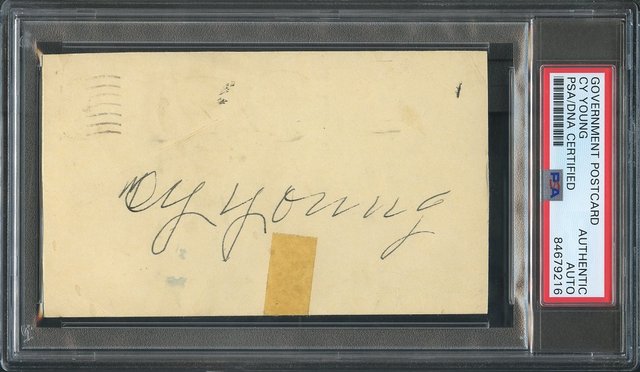 Cy Young
GOVERNMENT POSTCARD
CY YOUNG
PSA/DNA CERTIFIED
AUTHENTIC
AUTO
84679216
PSA